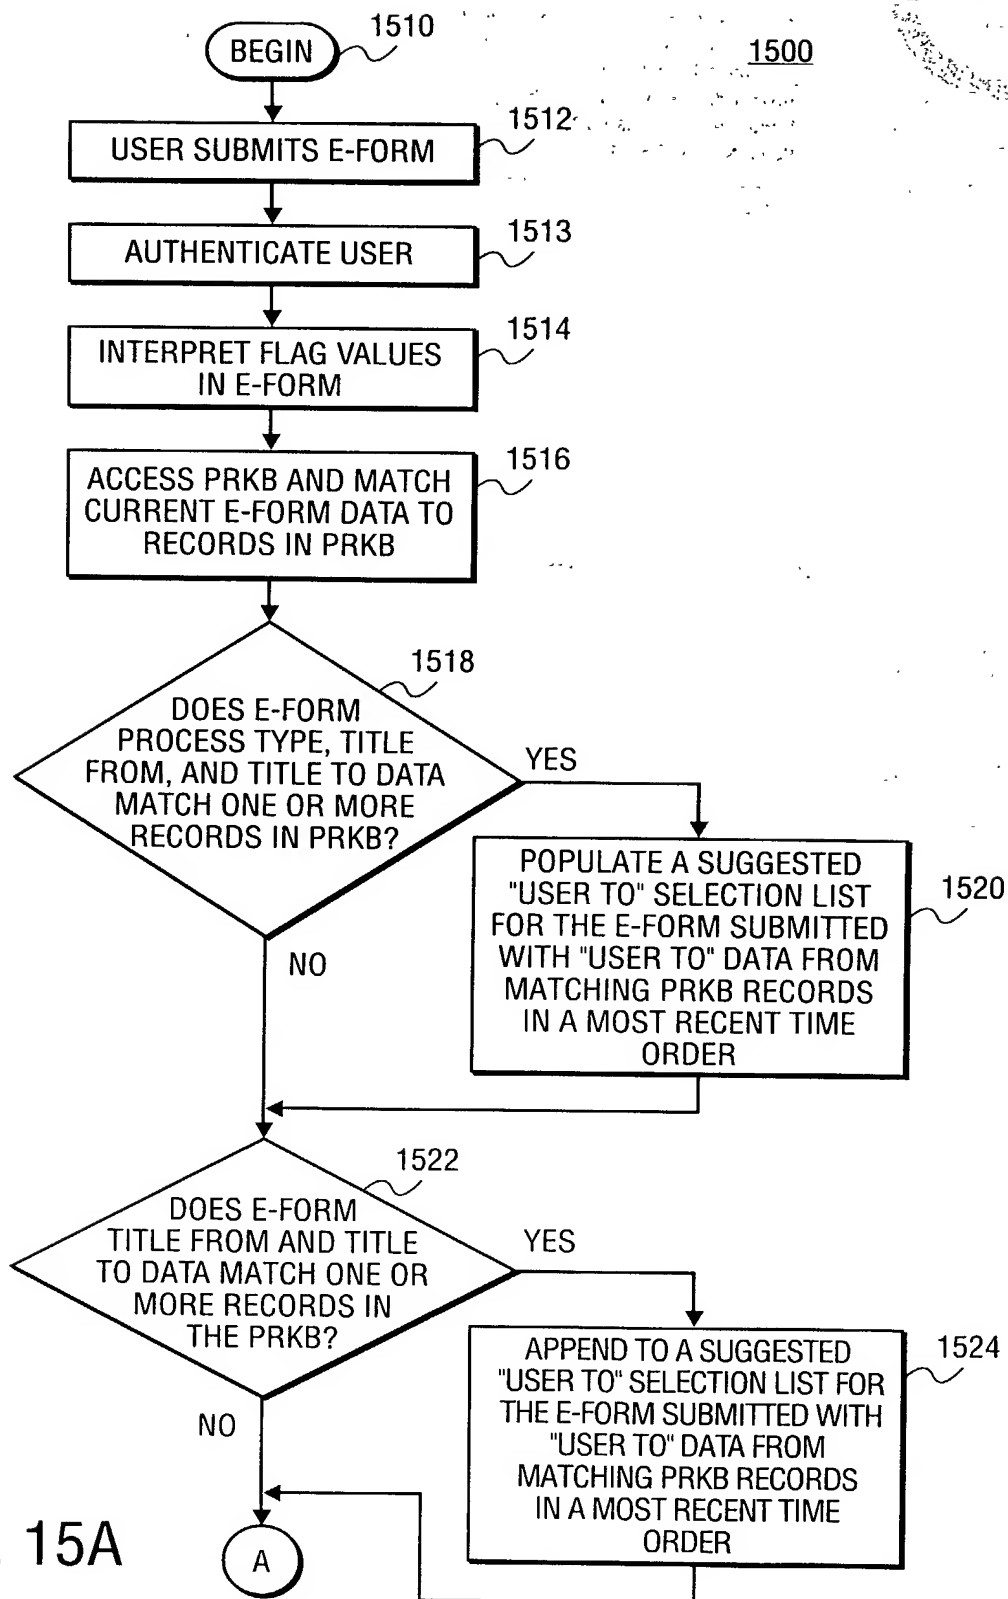 1510
BEGIN
1500
1512
USER SUBMITS E-FORM
1513
AUTHENTICATE USER
1514
INTERPRET FLAG VALUES
IN E-FORM
1516
ACCESS PRKB AND MATCH
CURRENT E-FORM DATA TO
RECORDS IN PRKB
1518
DOES E-FORM
PROCESS TYPE, TITLE
FROM, AND TITLE TO DATA
MATCH ONE OR MORE
RECORDS IN PRKB?
YES
NO
1520
POPULATE A SUGGESTED
"USER TO" SELECTION LIST
FOR THE E-FORM SUBMITTED
WITH "USER TO" DATA FROM
MATCHING PRKB RECORDS
IN A MOST RECENT TIME
ORDER
1522
DOES E-FORM
TITLE FROM AND TITLE
TO DATA MATCH ONE OR
MORE RECORDS IN
THE PRKB?
YES
NO
1524
APPEND TO A SUGGESTED
"USER TO" SELECTION LIST FOR
THE E-FORM SUBMITTED WITH
"USER TO" DATA FROM
MATCHING PRKB RECORDS
IN A MOST RECENT TIME
ORDER
15A
A